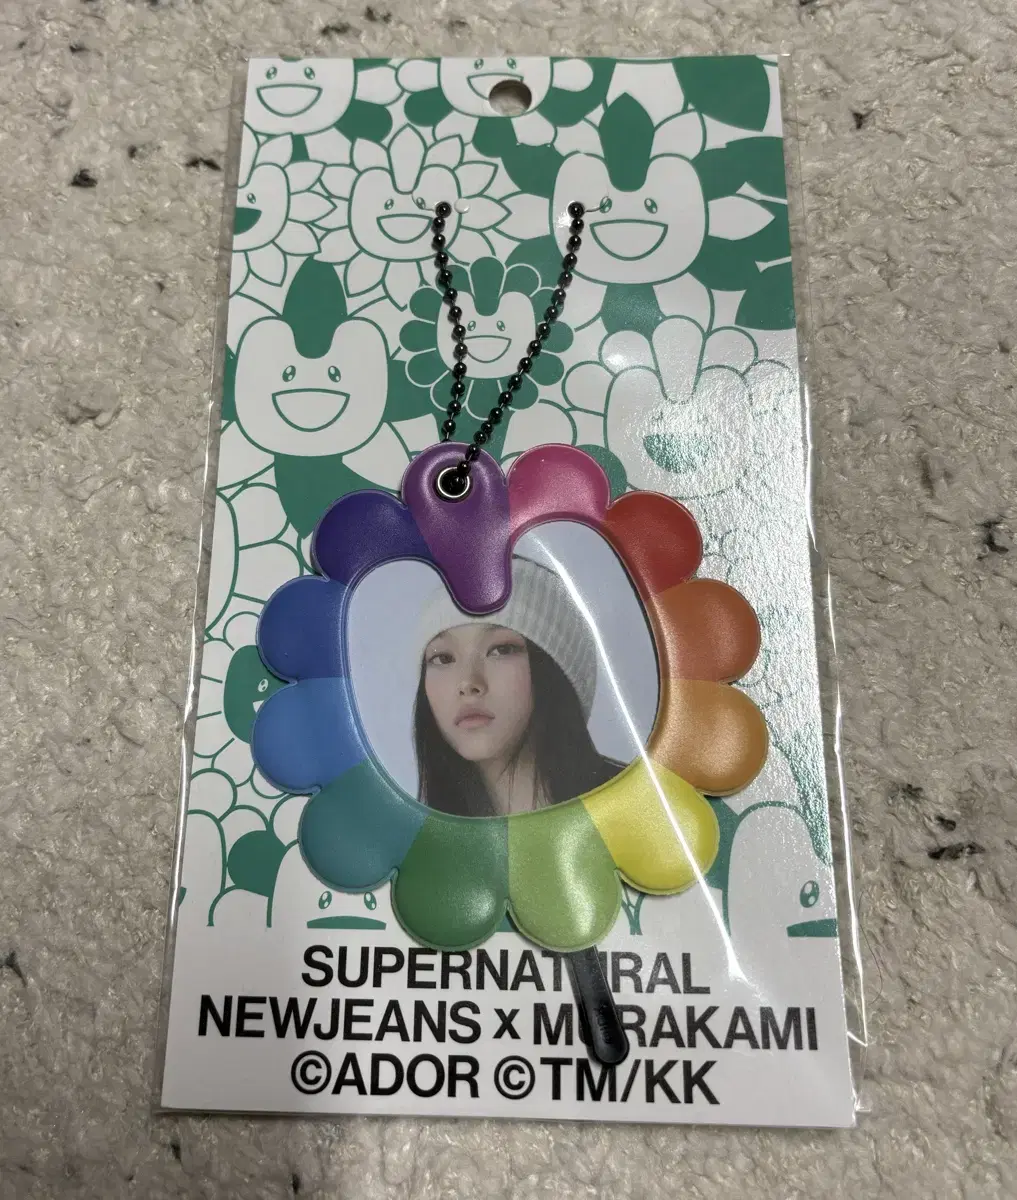 SUPERNATURAL
NEWJEANS x MURAKAMI
©ADOR ©TM/KK